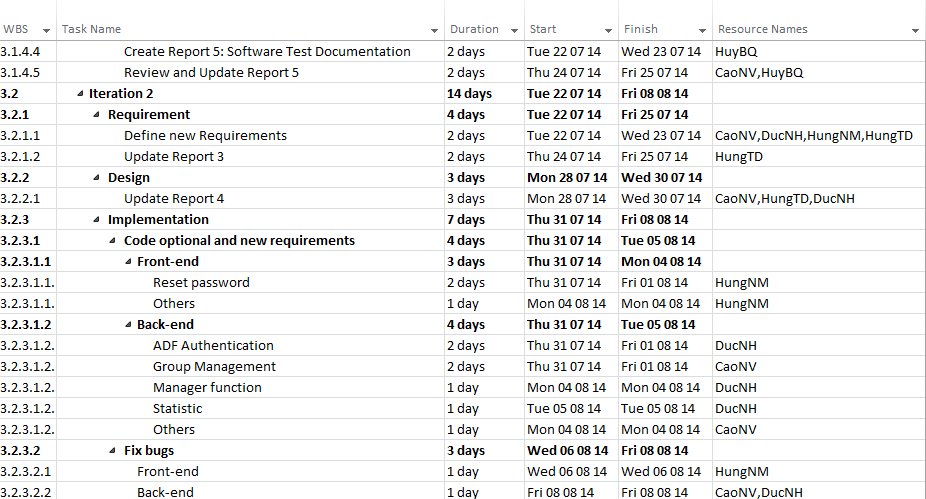 WBS Task Name Duration Start Finish Resource Names
3.1.4.4 Create Report 5: Software Test Documentation 2 days Tue 22 07 14 Wed 23 07 14 HuyBQ
3.1.4.5 Review and Update Report 5 2 days Thu 24 07 14 Fri 25 07 14 CaoNV,HuyBQ
3.2 Iteration 2 14 days Tue 22 07 14 Fri 08 08 14
3.2.1 Requirement 4 days Tue 22 07 14 Fri 25 07 14
3.2.1.1 Define new Requirements 2 days Tue 22 07 14 Wed 23 07 14 CaoNV,DucNH,HungNM,HungTD
3.2.1.2 Update Report 3 2 days Thu 24 07 14 Fri 25 07 14 HungTD
3.2.2 Design 3 days Mon 28 07 14 Wed 30 07 14
3.2.2.1 Update Report 4 3 days Mon 28 07 14 Wed 30 07 14 CaoNV,HungTD,DucNH
3.2.3 Implementation 7 days Thu 31 07 14 Fri 08 08 14
3.2.3.1 Code optional and new requirements 4 days Thu 31 07 14 Tue 05 08 14
3.2.3.1.1 Front-end 3 days Thu 31 07 14 Mon 04 08 14
3.2.3.1.1. Reset password 2 days Thu 31 07 14 Fri 01 08 14 HungNM
3.2.3.1.1. Others 1 day Mon 04 08 14 Mon 04 08 14 HungNM
3.2.3.1.2 Back-end 4 days Thu 31 07 14 Tue 05 08 14
3.2.3.1.2. ADF Authentication 2 days Thu 31 07 14 Fri 01 08 14 DucNH
3.2.3.1.2. Group Management 2 days Thu 31 07 14 Fri 01 08 14 CaoNV
3.2.3.1.2. Manager function 1 day Mon 04 08 14 Mon 04 08 14 DucNH
3.2.3.1.2. Statistic 1 day Tue 05 08 14 Tue 05 08 14 DucNH
3.2.3.1.2. Others 1 day Mon 04 08 14 Mon 04 08 14 CaoNV
3.2.3.2 Fix bugs 3 days Wed 06 08 14 Fri 08 08 14
3.2.3.2.1 Front-end 1 day Wed 06 08 14 Wed 06 08 14 HungNM
3.2.3.2.2 Back-end 1 day Fri 08 08 14 Fri 08 08 14 CaoNV,DucNH